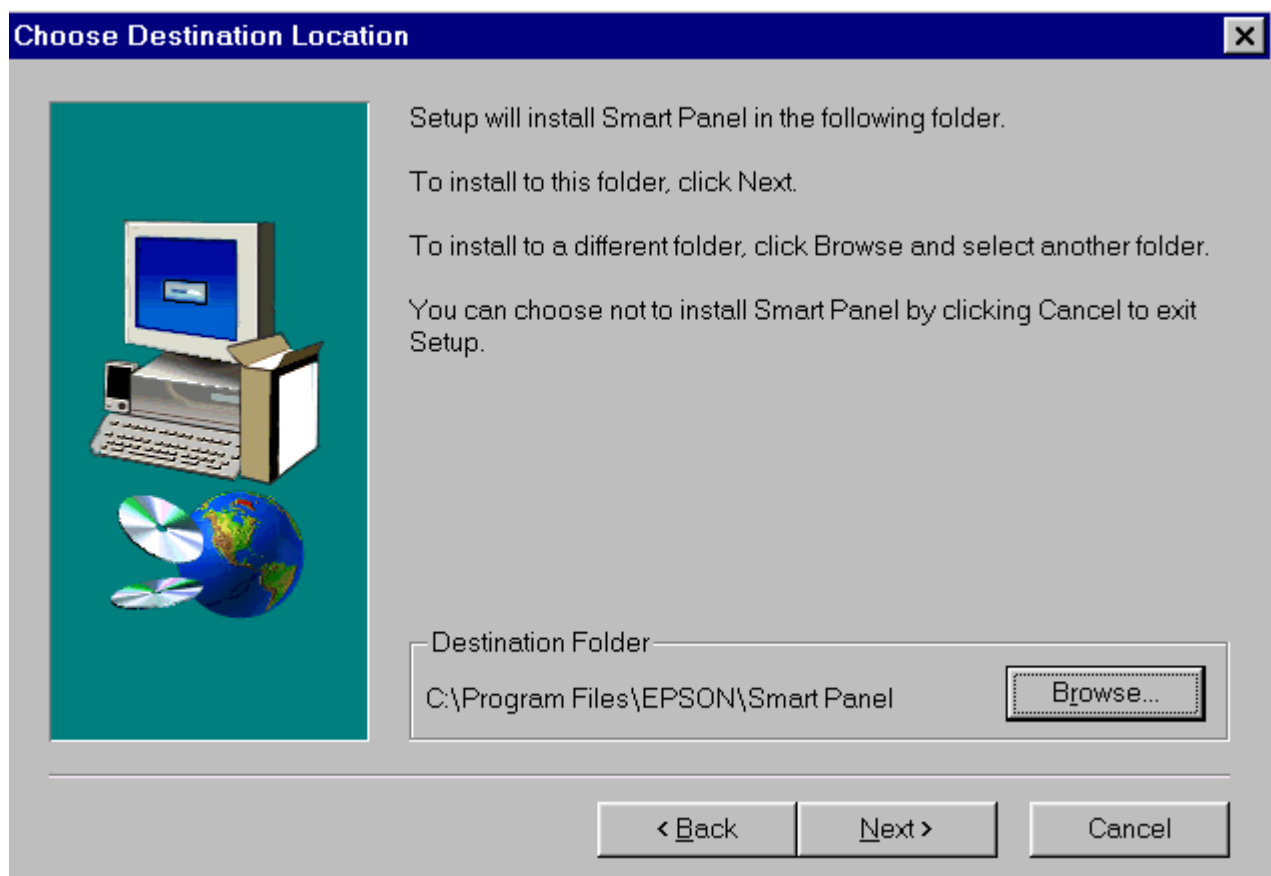 Choose Destination Location
Setup will install Smart Panel in the following folder.
To install to this folder, click Next.
To install to a different folder, click Browse and select another folder.
You can choose not to install Smart Panel by clicking Cancel to exit
Setup.
Destination Folder
C:\Program Files\EPSON\Smart Panel
Browse...
< Back
Next >
Cancel